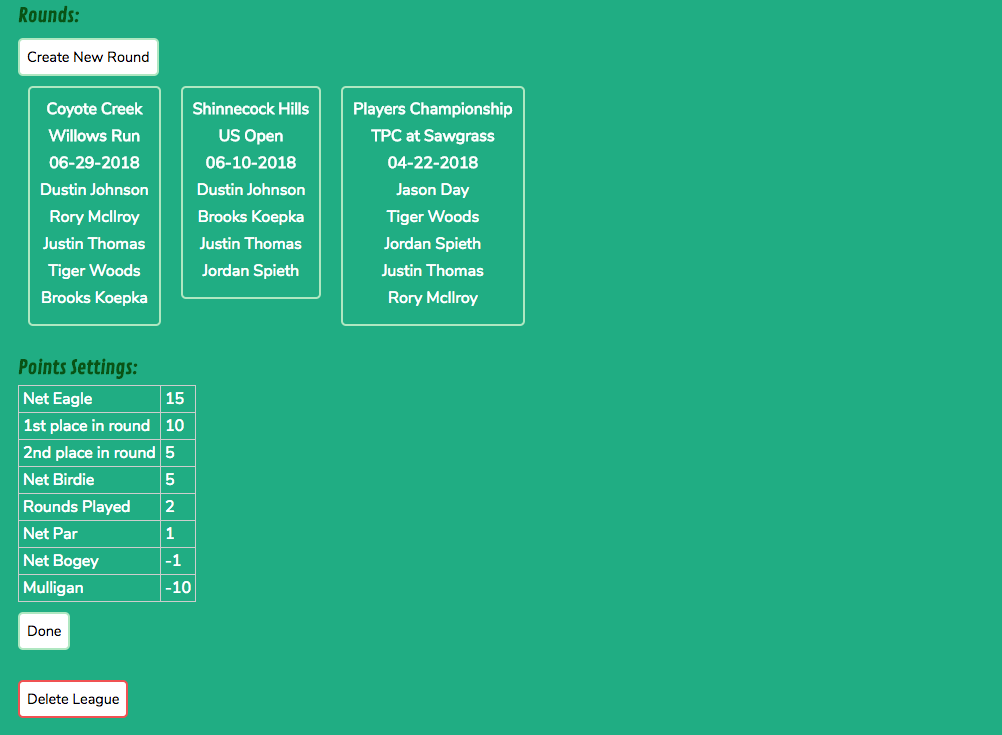 Rounds:
Create New Round
Coyote Creek
Willows Run
06-29-2018
Dustin Johnson
Rory McIlroy
Justin Thomas
Tiger Woods
Brooks Koepka
Shinnecock Hills
US Open
06-10-2018
Dustin Johnson
Brooks Koepka
Justin Thomas
Jordan Spieth
Players Championship
TPC at Sawgrass
04-22-2018
Jason Day
Tiger Woods
Jordan Spieth
Justin Thomas
Rory McIlroy
Points Settings:
Net Eagle 15
1st place in round 10
2nd place in round 5
Net Birdie 5
Rounds Played 2
Net Par 1
Net Bogey -1
Mulligan -10
Done
Delete League